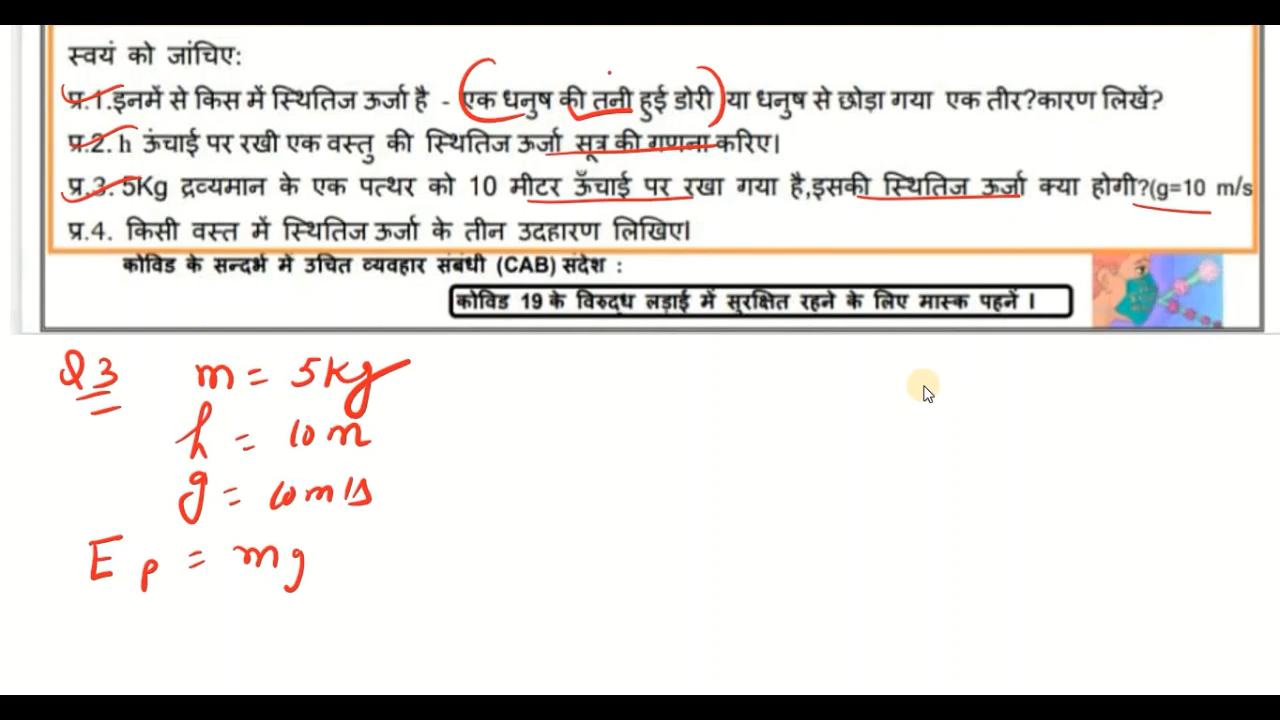 स्वयं को जांचिए:
प्र.1.इनमें से किस में स्थितिज ऊर्जा है - एक धनुष की तनी हुई डोरी या धनुष से छोड़ा गया एक तीर?कारण लिखें?
प्र.2. h ऊंचाई पर रखी एक वस्तु की स्थितिज ऊर्जा सूत्र की गणना करिए।
प्र.3. 5Kg द्रव्यमान के एक पत्थर को 10 मीटर ऊँचाई पर रखा गया है,इसकी स्थितिज ऊर्जा क्या होगी?(g=10 m/s
प्र.4. किसी वस्त में स्थितिज ऊर्जा के तीन उदहारण लिखिए।
कोविड के सन्दर्भ मे उचित व्यवहार संबंधी (CAB) संदेश :
कोविड 19 के विरुद्ध लड़ाई में सुरक्षित रहने के लिए मास्क पहनें ।
Q3 m = 5Kg
h = 10m
g = 10m/s
Ep = mg